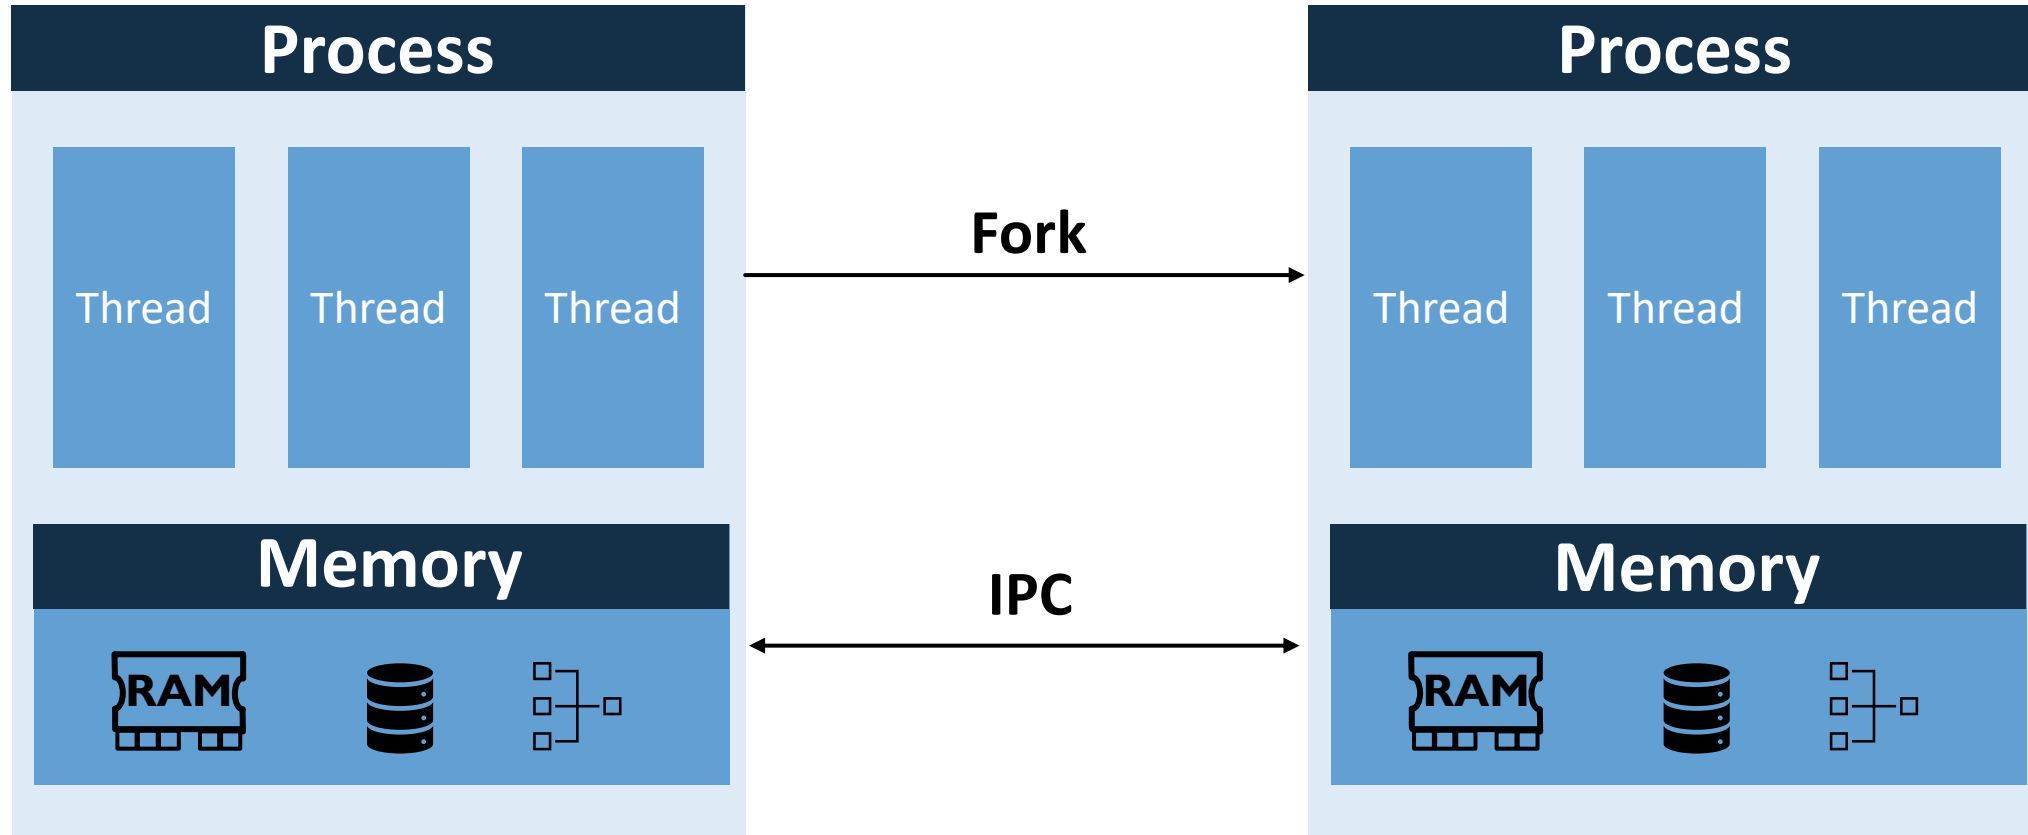 Process
Thread
Thread
Thread
Memory
RAM
Fork
IPC
Process
Thread
Thread
Thread
Memory
RAM